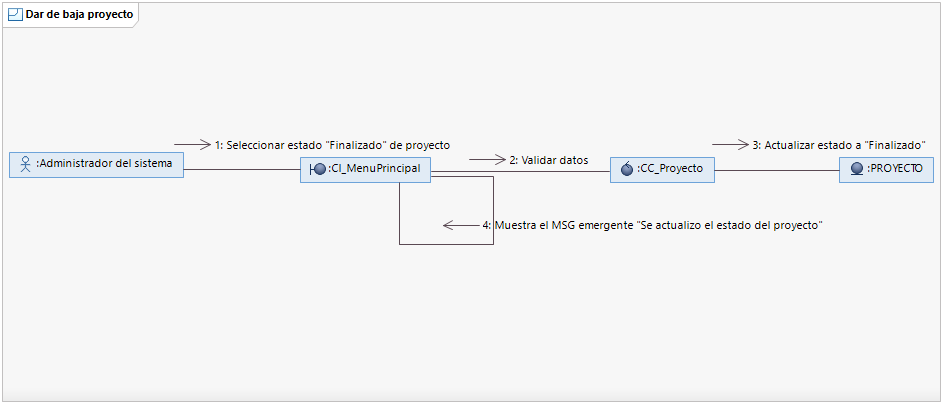 Dar de baja proyecto
1: Seleccionar estado "Finalizado" de proyecto
3: Actualizar estado a "Finalizado"
2: Validar datos
:Administrador del sistema
:CI_MenuPrincipal
:CC_Proyecto
:PROYECTO
4: Muestra el MSG emergente "Se actualizo el estado del proyecto"